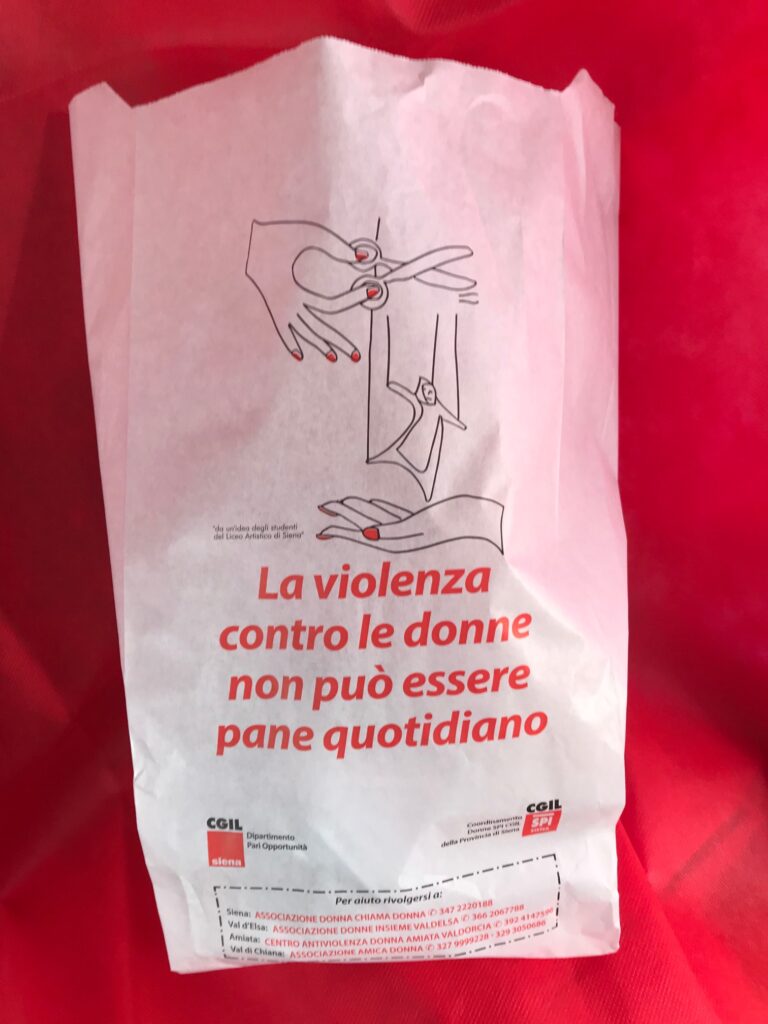 "da un'idea degli studenti
del Liceo Artistico di Siena"
La violenza
contro le donne
non può essere
pane quotidiano
CGIL
siena
Dipartimento
Pari Opportunità
Coordinamento
Donne SPI CGIL
della Provincia di Siena
CGIL
SPI
Per aiuto rivolgersi a:
Siena: ASSOCIAZIONE DONNA CHIAMA DONNA ✆ 347 2220188
Val d'Elsa: ASSOCIAZIONE DONNE INSIEME VALDELSA ✆ 366 2067788
Amiata: CENTRO ANTIVIOLENZA DONNA AMIATA VALDORCIA ✆ 392 4147590 - 329 3050686
Val di Chiana: ASSOCIAZIONE AMICA DONNA ✆ 327 9999228